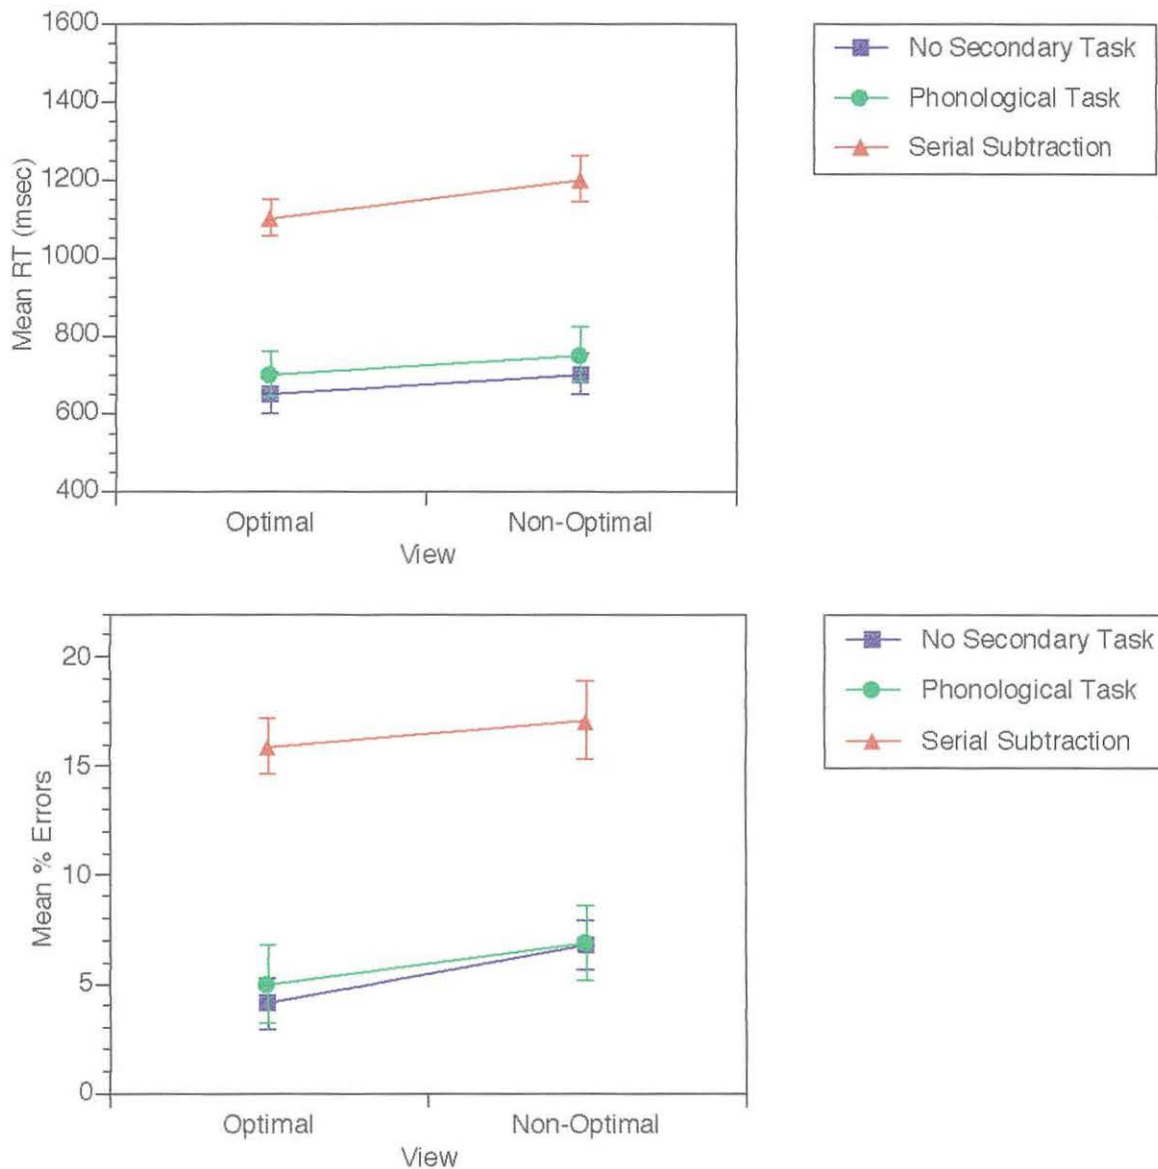 1600
1400
1200
1000
800
600
400
Mean RT (msec)
Optimal
Non-Optimal
View
No Secondary Task
Phonological Task
Serial Subtraction
20
15
10
5
0
Mean % Errors
Optimal
Non-Optimal
View
No Secondary Task
Phonological Task
Serial Subtraction